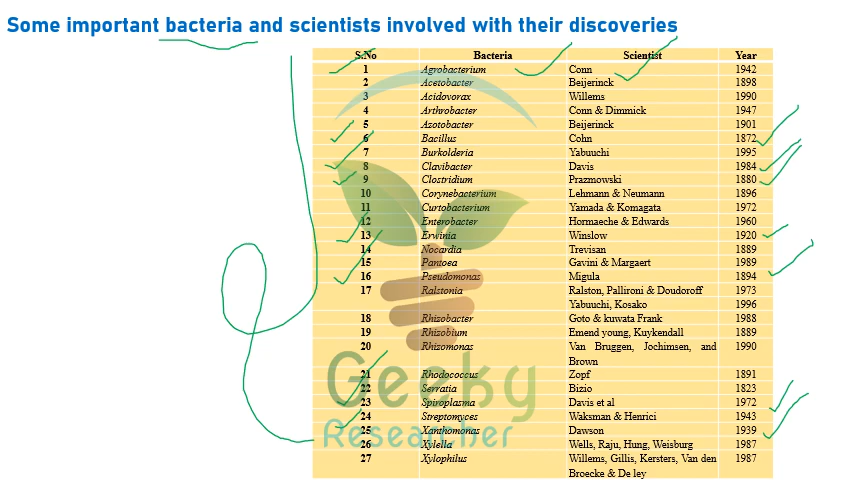 Some important bacteria and scientists involved with their discoveries
S.No Bacteria Scientist Year
1 Agrobacterium Conn 1942
2 Acetobacter Beijerinck 1898
3 Acidovorax Willems 1990
4 Arthrobacter Conn & Dimmick 1947
5 Azotobacter Beijerinck 1901
6 Bacillus Cohn 1872
7 Burkolderia Yabuuchi 1995
8 Clavibacter Davis 1984
9 Clostridium Prazmowski 1880
10 Corynebacterium Lehmann & Neumann 1896
11 Curtobacterium Yamada & Komagata 1972
12 Enterobacter Hormaeche & Edwards 1960
13 Erwinia Winslow 1920
14 Nocardia Trevisan 1889
15 Pantoea Gavini & Margaert 1989
16 Pseudomonas Migula 1894
17 Ralstonia Ralston, Pallironi & Doudoroff 1973
Yabuuchi, Kosako 1996
18 Rhizobacter Goto & kuwata Frank 1988
19 Rhizobium Emend young, Kuykendall 1889
20 Rhizomonas Van Bruggen, Jochimsen, and 1990
Brown
21 Rhodococcus Zopf 1891
22 Serratia Bizio 1823
23 Spiroplasma Davis et al 1972
24 Streptomyces Waksman & Henrici 1943
25 Xanthomonas Dawson 1939
26 Xylella Wells, Raju, Hung, Weisburg 1987
27 Xylophilus Willems, Gillis, Kersters, Van den 1987
Broecke & De ley
Geeky
Researcher